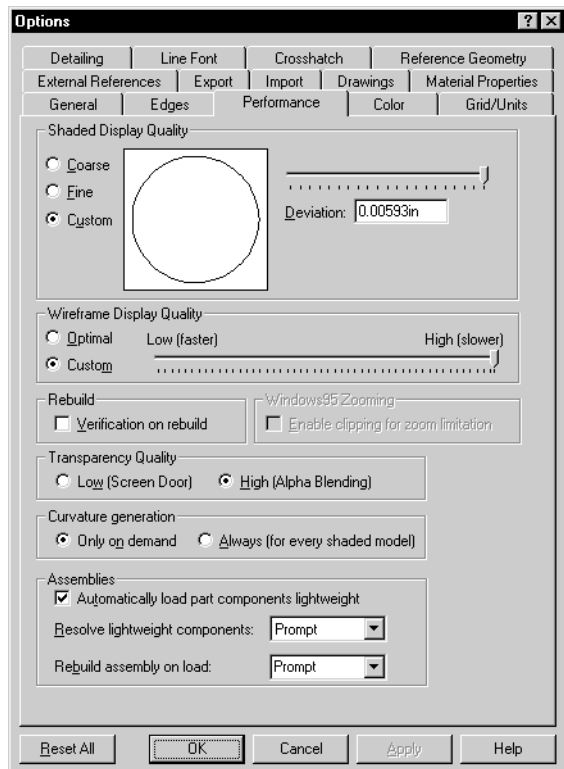 Options ? ×
Detailing Line Font Crosshatch Reference Geometry
External References Export Import Drawings Material Properties
General Edges Performance Color Grid/Units
Shaded Display Quality
Coarse
Fine
Custom
Deviation: 0.00593in
Wireframe Display Quality
Optimal Low (faster) High (slower)
Custom
Rebuild Windows95 Zooming
Verification on rebuild Enable clipping for zoom limitation
Transparency Quality
Low (Screen Door) High (Alpha Blending)
Curvature generation
Only on demand Always (for every shaded model)
Assemblies
Automatically load part components lightweight
Resolve lightweight components: Prompt
Rebuild assembly on load: Prompt
Reset All OK Cancel Apply Help